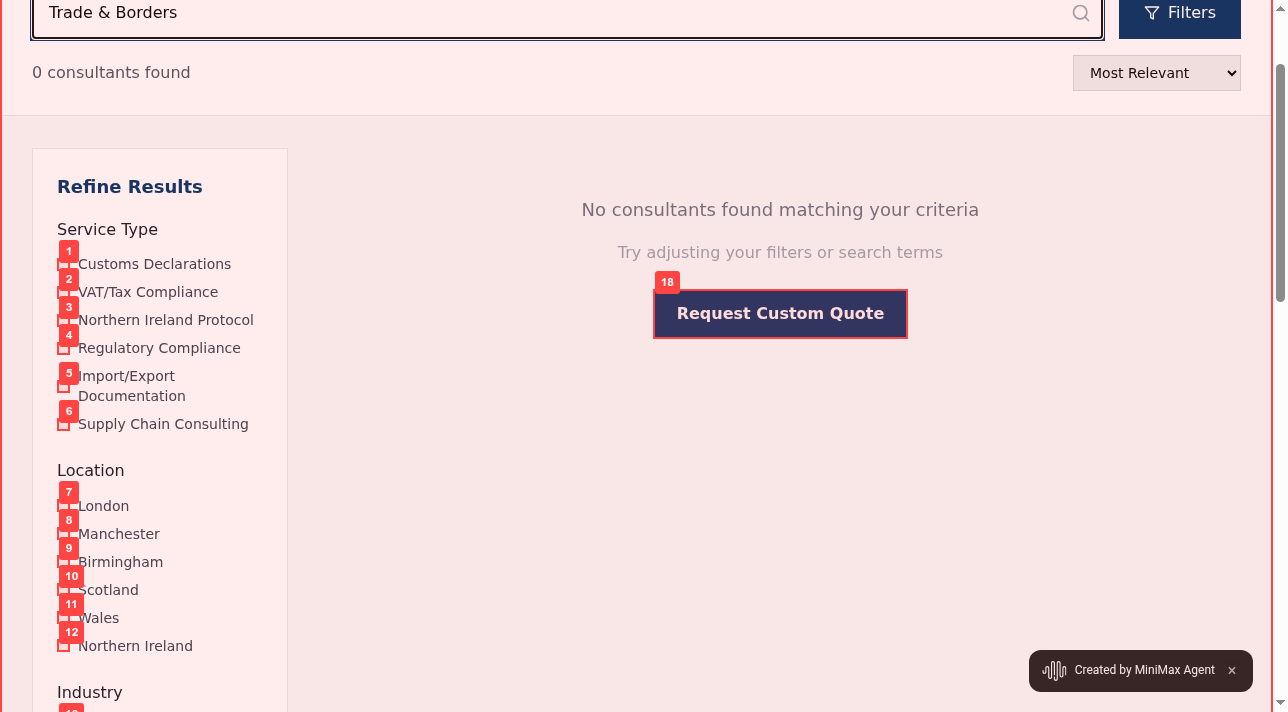 Trade & Borders
Filters
0 consultants found
Most Relevant
Refine Results
Service Type
1
Customs Declarations
2
VAT/Tax Compliance
3
Northern Ireland Protocol
4
Regulatory Compliance
5
Import/Export
Documentation
6
Supply Chain Consulting
Location
7
London
8
Manchester
9
Birmingham
10
Scotland
11
Wales
12
Northern Ireland
Industry
No consultants found matching your criteria
Try adjusting your filters or search terms
18
Request Custom Quote
Created by MiniMax Agent ×